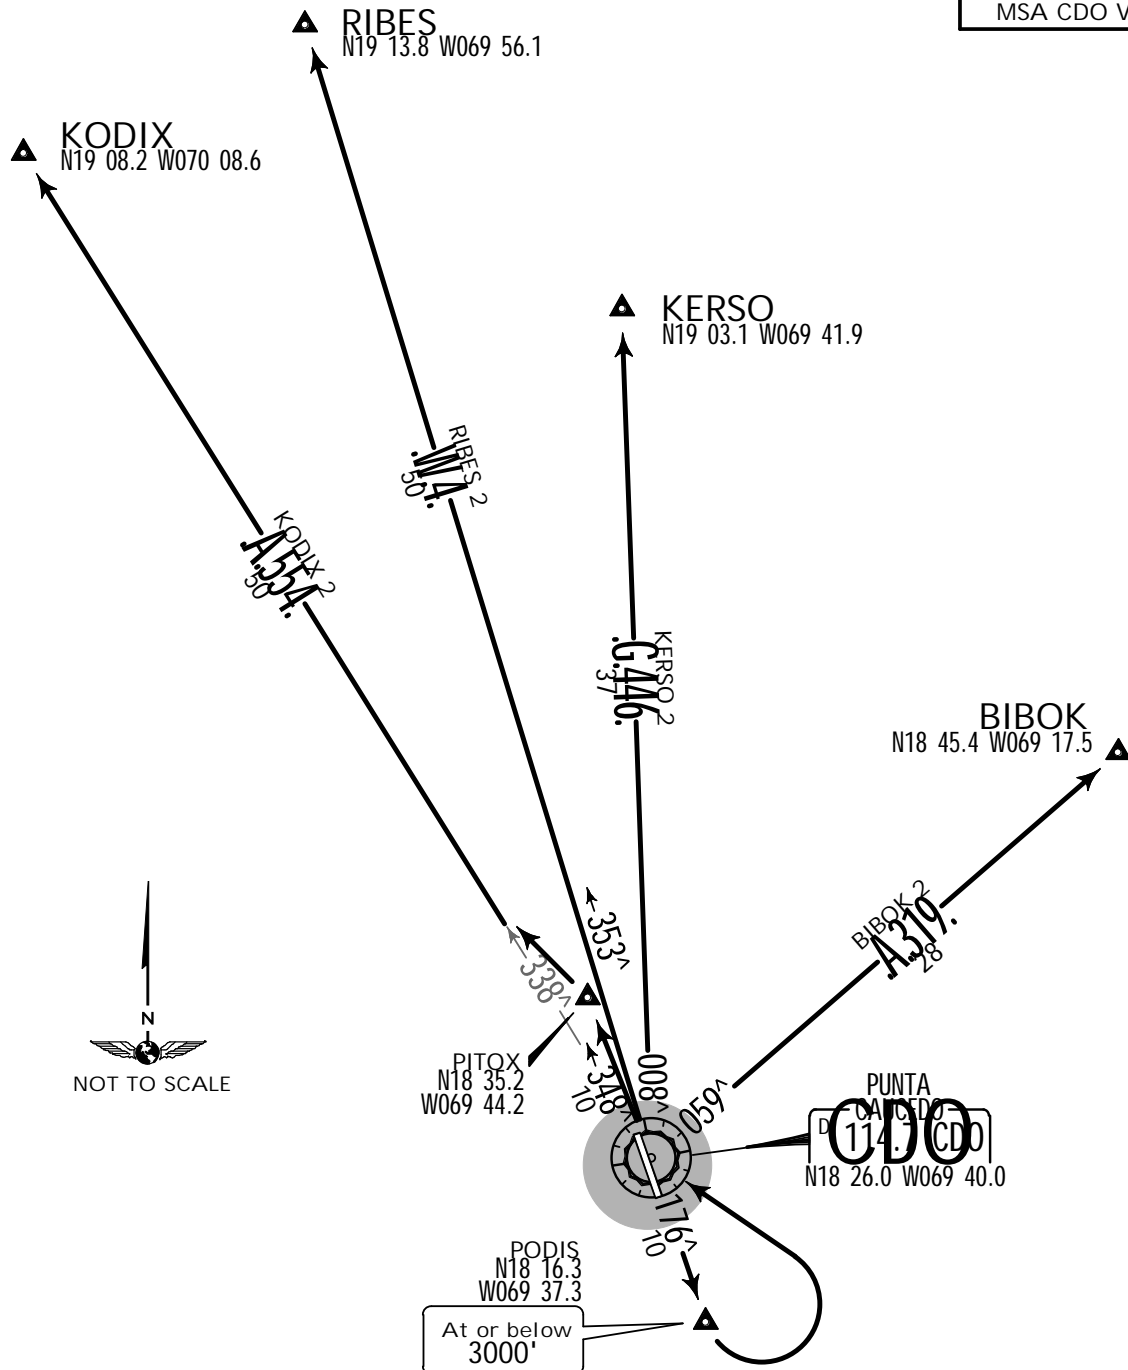 MSA CDO V
RIBES
N19 13.8 W069 56.1
KODIX
N19 08.2 W070 08.6
KERSO
N19 03.1 W069 41.9
RIBES 2
.W4.
50
KODIX 2
.A554.
50
KERSO 2
.G446.
37
BIBOK
N18 45.4 W069 17.5
BIBOK 2
.A319.
28
353^
338^
348^
10
008^
059^
N
NOT TO SCALE
PITOX
N18 35.2
W069 44.2
PUNTA
CAUCEDO
D 114.7 CDO
CDO
N18 26.0 W069 40.0
176^
10
PODIS
N18 16.3
W069 37.3
At or below
3000'